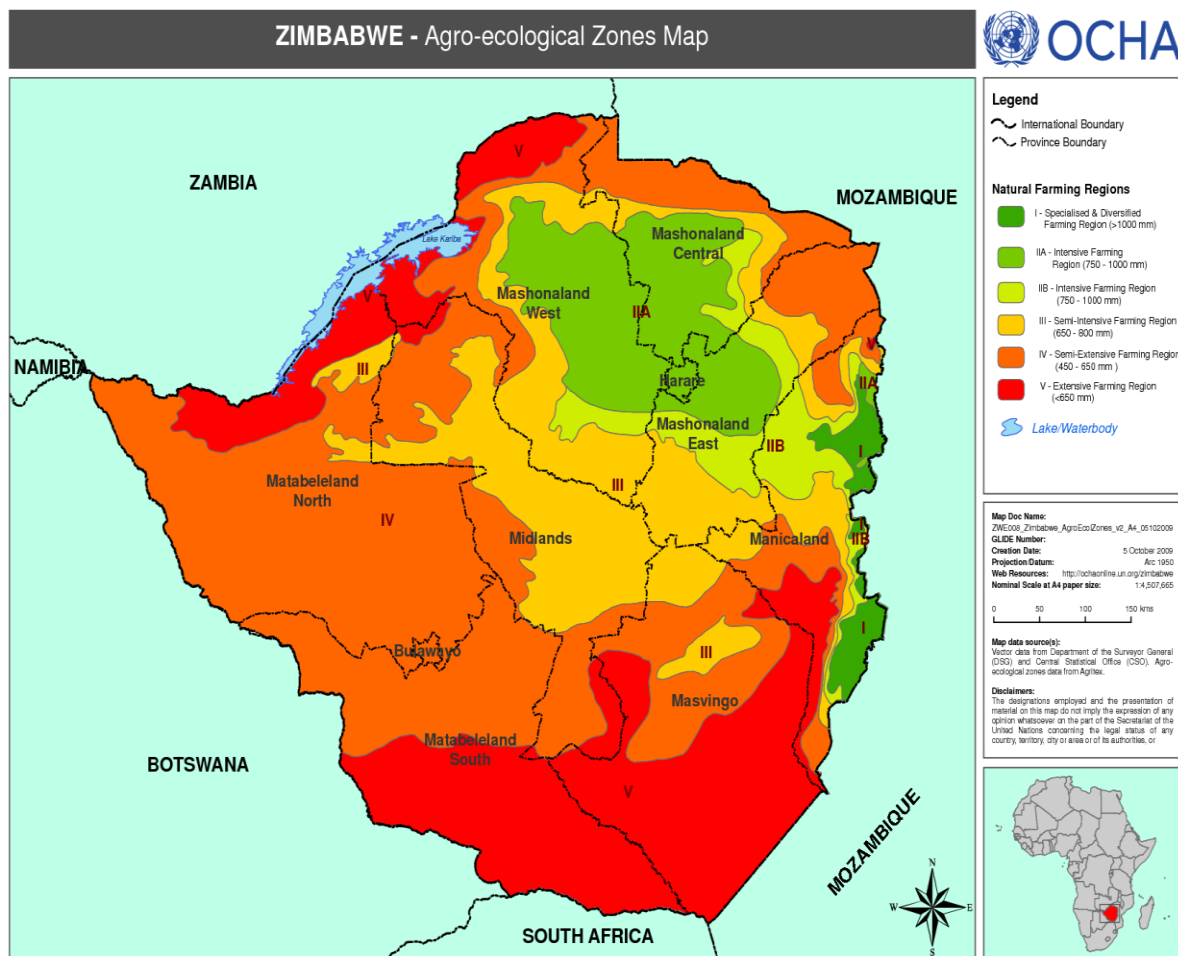 ZIMBABWE - Agro-ecological Zones Map
OCHA
Legend
International Boundary
Province Boundary
Natural Farming Regions
I - Specialised & Diversified
Farming Region (>1000 mm)
IIA - Intensive Farming
Region (750 - 1000 mm)
IIB - Intensive Farming Region
(750 - 1000 mm)
III - Semi-Intensive Farming Region
(650 - 800 mm)
IV - Semi-Extensive Farming Region
(450 - 650 mm )
V - Extensive Farming Region
(<650 mm)
Lake/Waterbody
Map Doc Name:
ZWE008_Zimbabwe_AgroEcolZones_v2_A4_05102009
GLIDE Number:
Creation Date: 5 October 2009
Projection/Datum: Arc 1950
Web Resources: http://ochaonline.un.org/zimbabwe
Nominal Scale at A4 paper size: 1:4,507,665
0 50 100 150 kms
Map data source(s):
Vector data from Department of the Surveyor General
(DSG) and Central Statistical Office (CSO). Agro-
ecological zones data from Agritex.
Disclaimers:
The designations employed and the presentation of
material on this map do not imply the expression of any
opinion whatsoever on the part of the Secretariat of the
United Nations concerning the legal status of any
country, territory, city or area or of its authorities, or
ZAMBIA
MOZAMBIQUE
NAMIBIA
BOTSWANA
SOUTH AFRICA
MOZAMBIQUE
V
Lake Kariba
Mashonaland
Central
V
Mashonaland
West
IIA
V
III
Harare
IIA
Mashonaland
East
IIB
I
Matabeleland
North
IV
III
Midlands
Manicaland
I
IIB
Bulawayo
III
I
Masvingo
Matabeleland
South
V
N
W
E
S